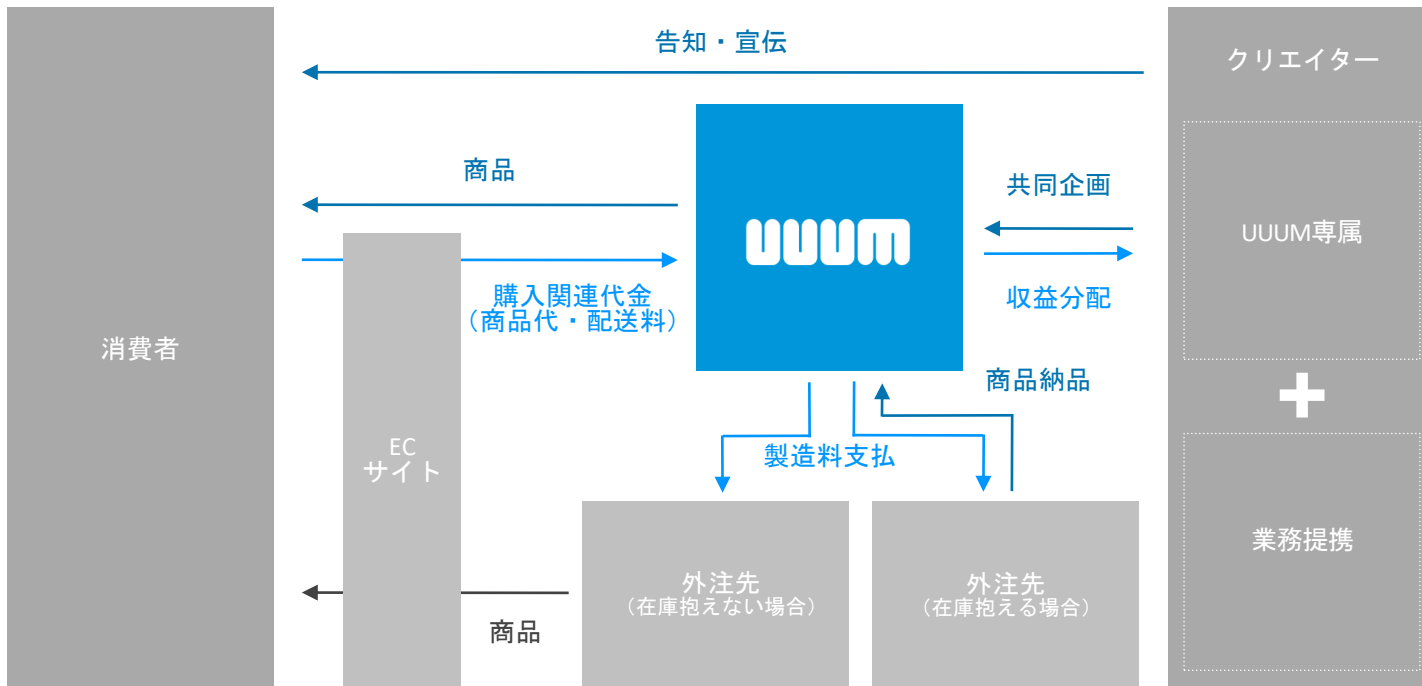 告知・宣伝
クリエイター
商品
共同企画
UUUM
UUUM専属
購入関連代金
（商品代・配送料）
収益分配
消費者
商品納品
EC
サイト
製造料支払
業務提携
外注先
（在庫抱えない場合）
外注先
（在庫抱える場合）
商品